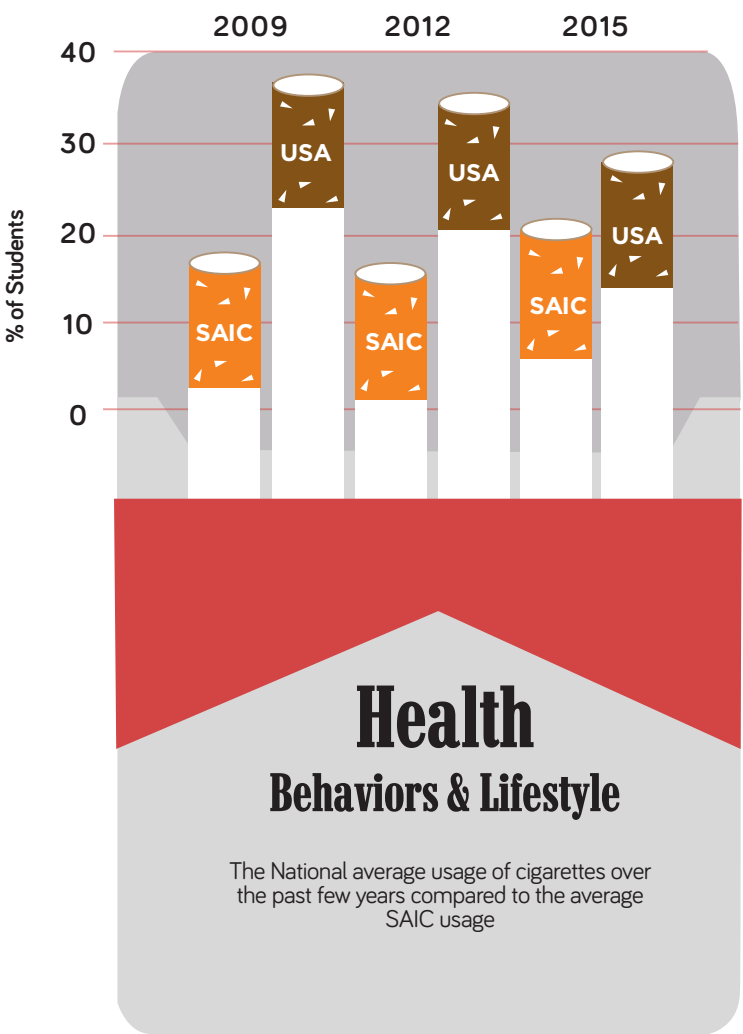 2009 2012 2015
40
30
20
10
0
% of Students
USA
USA
USA
SAIC
SAIC
SAIC
Health
Behaviors & Lifestyle
The National average usage of cigarettes over
the past few years compared to the average
SAIC usage